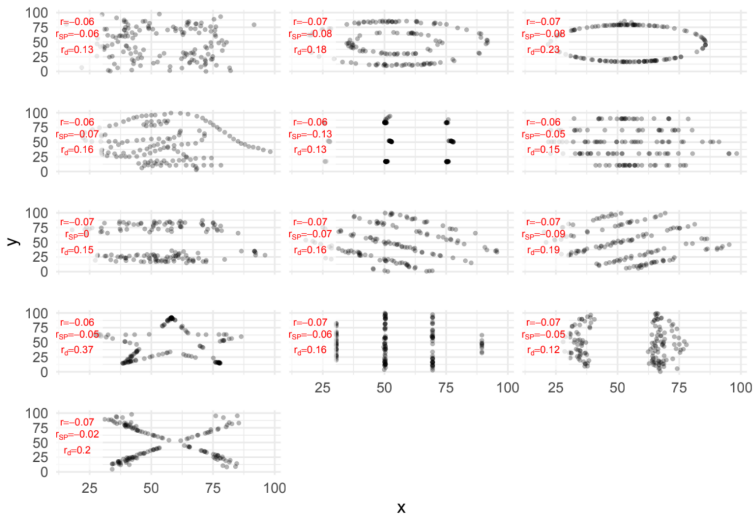 100
75
50
25
0
r=−0.06
rSP=−0.06
rd=0.13
r=−0.07
rSP=−0.08
rd=0.18
r=−0.07
rSP=−0.08
rd=0.23
100
75
50
25
0
r=−0.06
rSP=−0.07
rd=0.16
r=−0.06
rSP=−0.13
rd=0.13
r=−0.06
rSP=−0.05
rd=0.15
y
100
75
50
25
0
r=−0.07
rSP=0
rd=0.15
r=−0.07
rSP=−0.07
rd=0.16
r=−0.07
rSP=−0.09
rd=0.19
100
75
50
25
0
r=−0.06
rSP=−0.05
rd=0.37
r=−0.07
rSP=−0.06
rd=0.16
r=−0.07
rSP=−0.05
rd=0.12
25 50 75 100
25 50 75 100
100
75
50
25
0
r=−0.07
rSP=−0.02
rd=0.2
25 50 75 100
x